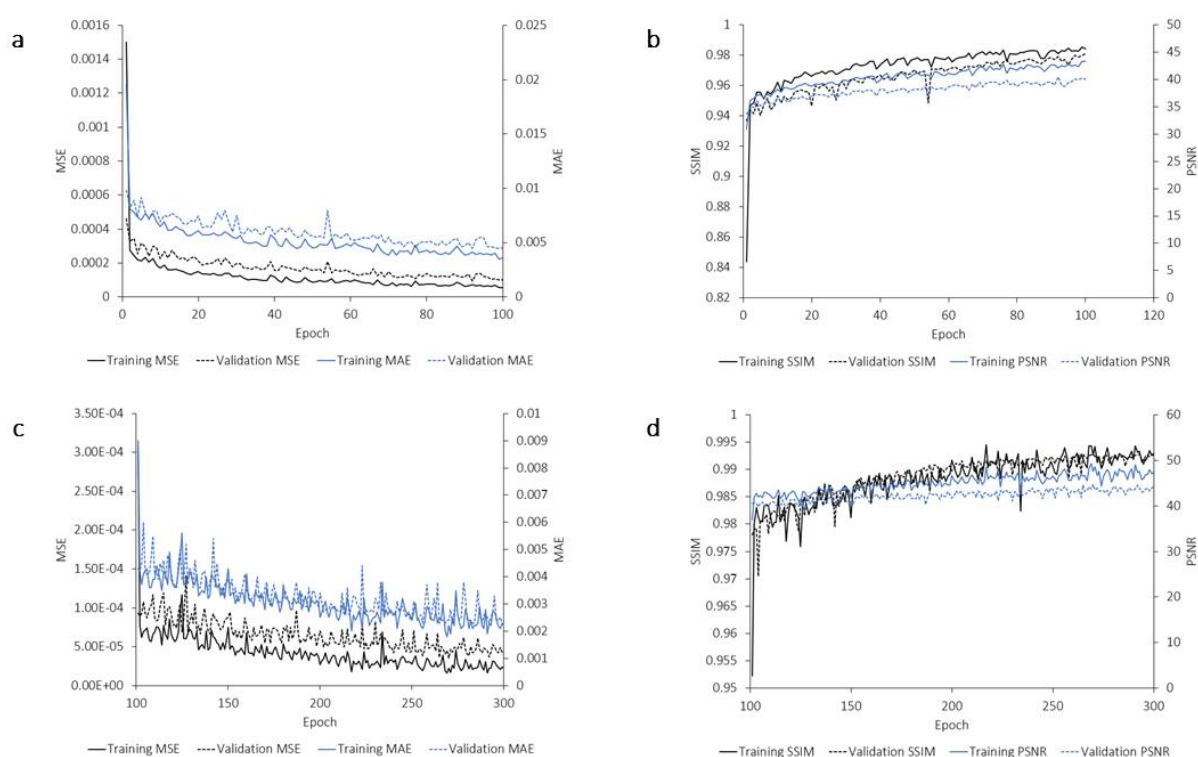 a
0.0016
0.0014
0.0012
0.001
0.0008
0.0006
0.0004
0.0002
0
MSE
0.025
0.02
0.015
0.01
0.005
0
MAE
0 20 40 60 80 100
Epoch
Training MSE Validation MSE Training MAE Validation MAE
b
1
0.98
0.96
0.94
0.92
0.9
0.88
0.86
0.84
0.82
SSIM
50
45
40
35
30
25
20
15
10
5
0
PSNR
0 20 40 60 80 100 120
Epoch
Training SSIM Validation SSIM Training PSNR Validation PSNR
c
3.50E-04
3.00E-04
2.50E-04
2.00E-04
1.50E-04
1.00E-04
5.00E-05
0.00E+00
MSE
0.01
0.009
0.008
0.007
0.006
0.005
0.004
0.003
0.002
0.001
0
MAE
100 150 200 250 300
Epoch
Training MSE Validation MSE Training MAE Validation MAE
d
1
0.995
0.99
0.985
0.98
0.975
0.97
0.965
0.96
0.955
0.95
SSIM
60
50
40
30
20
10
0
PSNR
100 150 200 250 300
Epoch
Training SSIM Validation SSIM Training PSNR Validation PSNR